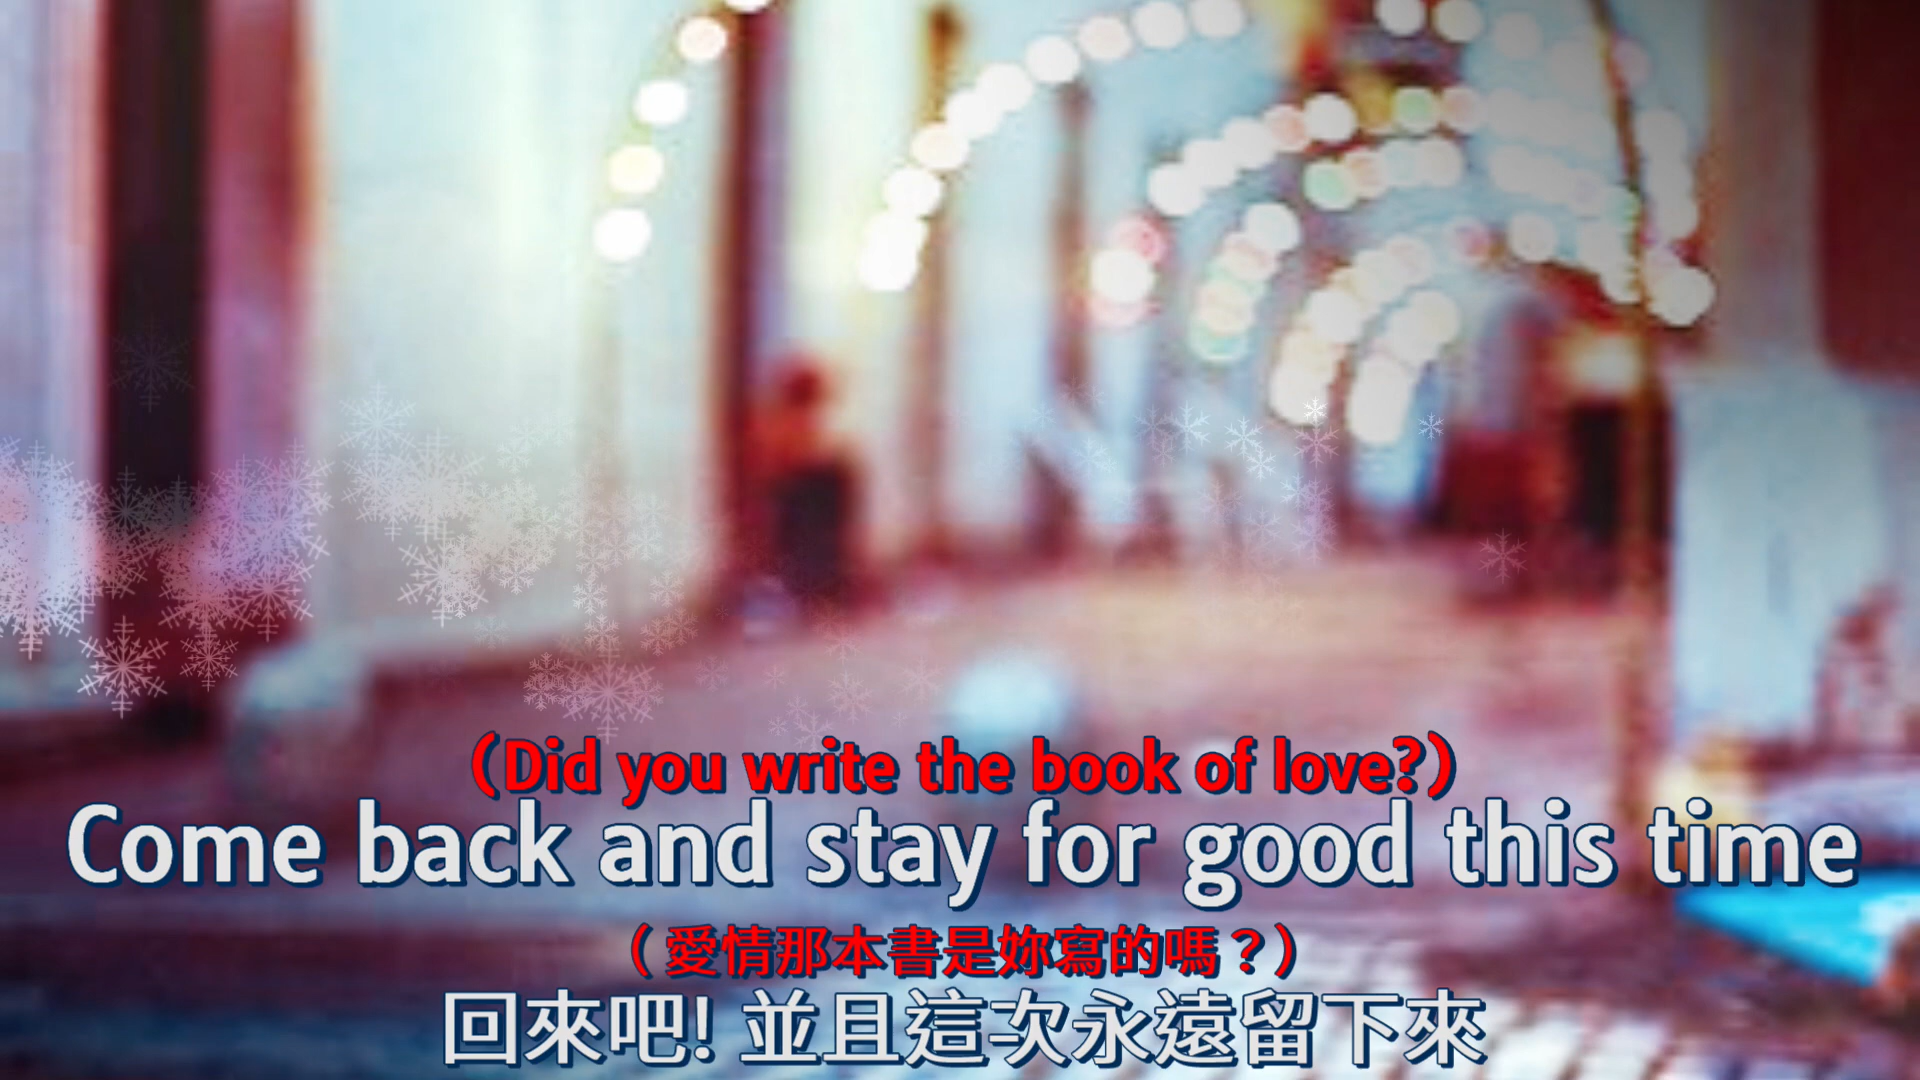 (Did you write the book of love?)
Come back and stay for good this time
（愛情那本書是妳寫的嗎？）
回來吧! 並且這次永遠留下來